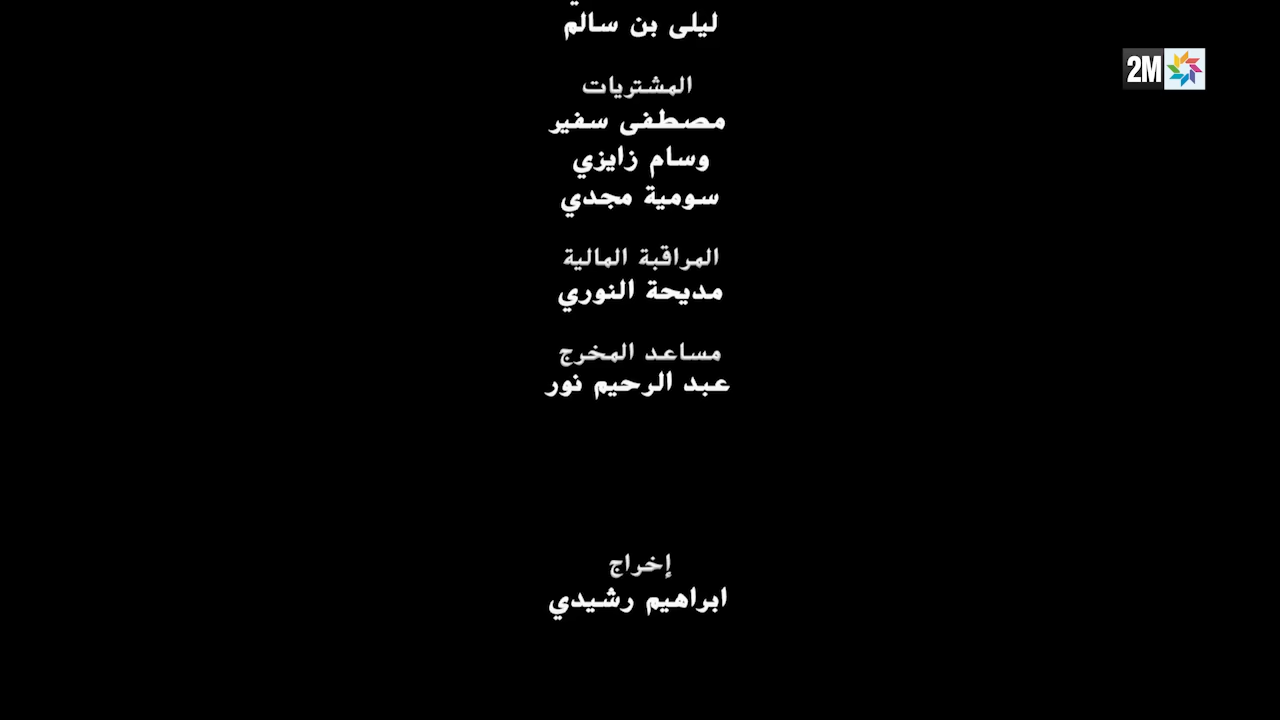 ليلى بن سالم
2M
المشتريات
مصطفى سفير
وسام زايزي
سومية مجدي
المراقبة المالية
مديحة النوري
مساعد المخرج
عبد الرحيم نور
إخراج
ابراهيم رشيدي